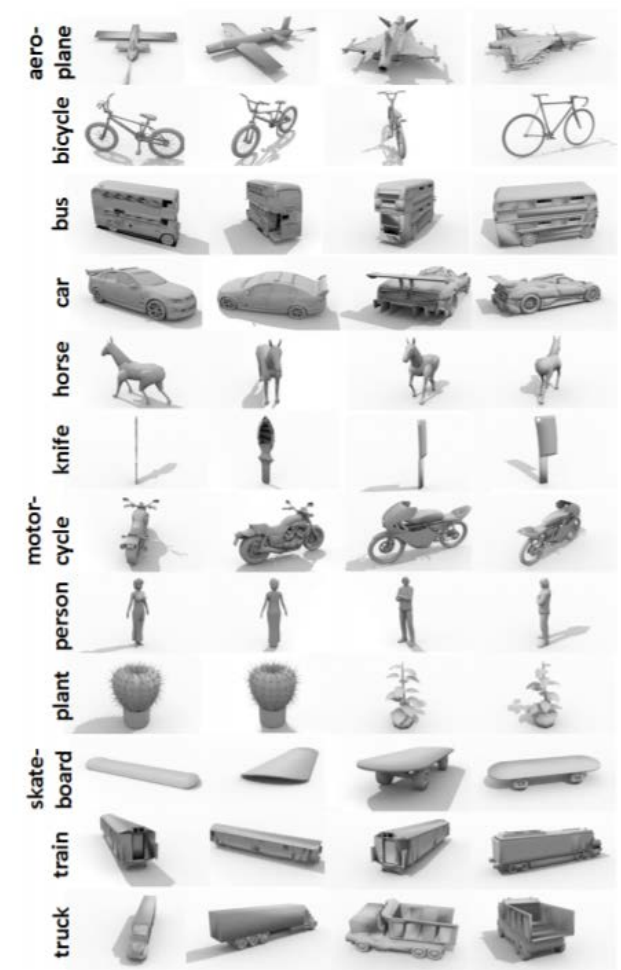 aero-
plane
bicycle
bus
car
horse
knife
motor-
cycle
person
plant
skate-
board
train
truck